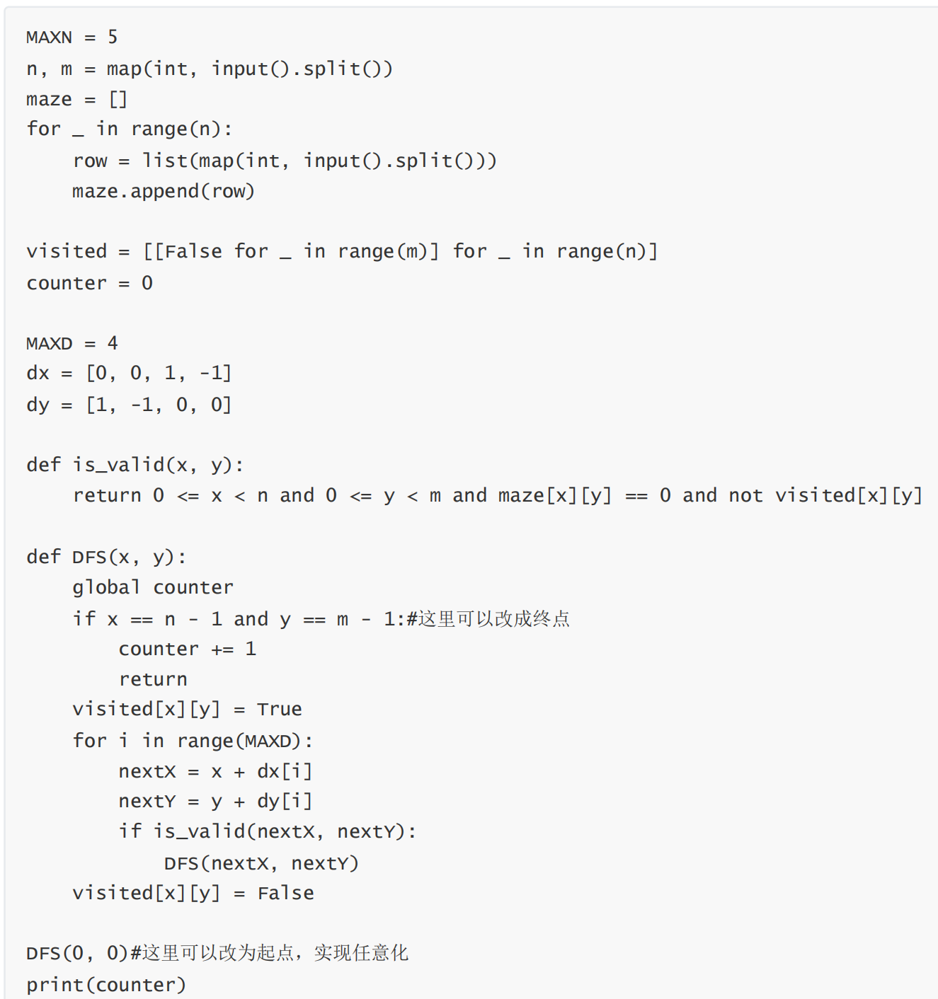 MAXN = 5
n, m = map(int, input().split())
maze = []
for _ in range(n):
    row = list(map(int, input().split()))
    maze.append(row)

visited = [[False for _ in range(m)] for _ in range(n)]
counter = 0

MAXD = 4
dx = [0, 0, 1, -1]
dy = [1, -1, 0, 0]

def is_valid(x, y):
    return 0 <= x < n and 0 <= y < m and maze[x][y] == 0 and not visited[x][y]

def DFS(x, y):
    global counter
    if x == n - 1 and y == m - 1:#这里可以改成终点
        counter += 1
        return
    visited[x][y] = True
    for i in range(MAXD):
        nextX = x + dx[i]
        nextY = y + dy[i]
        if is_valid(nextX, nextY):
            DFS(nextX, nextY)
    visited[x][y] = False

DFS(0, 0)#这里可以改为起点，实现任意化
print(counter)